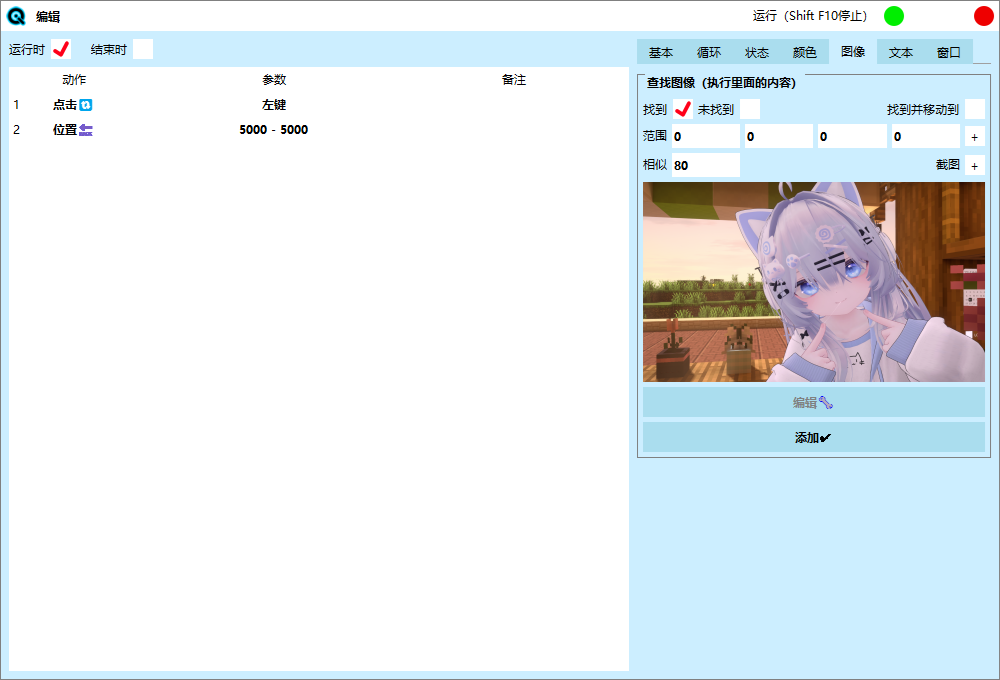 编辑
运行（Shift F10停止）
运行时 结束时
基本 循环 状态 颜色 图像 文本 窗口
动作 参数 备注
1 点击 左键
2 位置 5000 - 5000
查找图像（执行里面的内容）
找到 未找到 找到并移动到
范围 0 0 0 0 +
相似 80 截图 +
编辑
添加